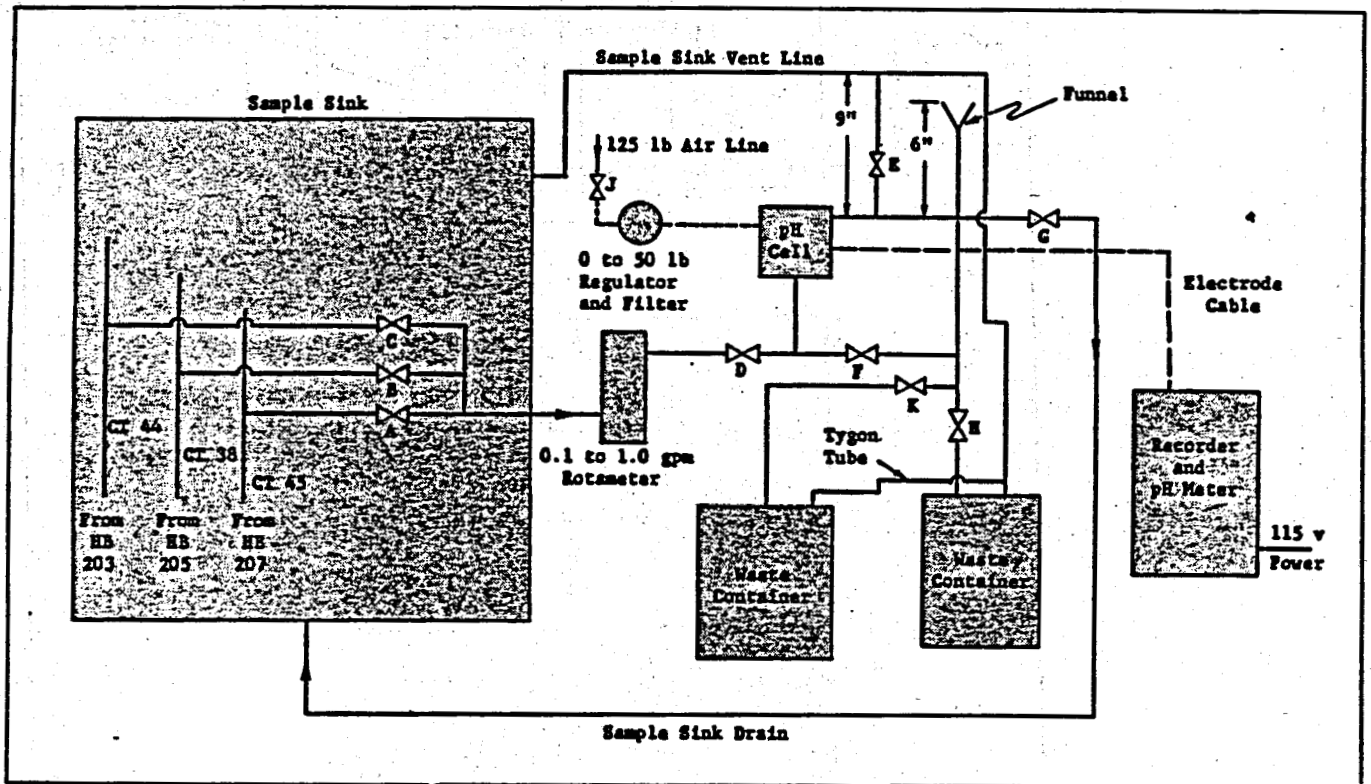 Sample Sink Vent Line
Sample Sink
Funnel
9"
6"
E
125 lb Air Line
J
pH
Cell
G
0 to 50 lb
Regulator
and Filter
Electrode
Cable
C
D
F
B
K
A
H
CT 44
CT 38
CT 45
0.1 to 1.0 gpm
Rotameter
Tygon
Tube
Recorder
and
pH Meter
From
HB
203
From
HB
205
From
HB
207
Waste
Container
Waste
Container
115 v
Power
Sample Sink Drain